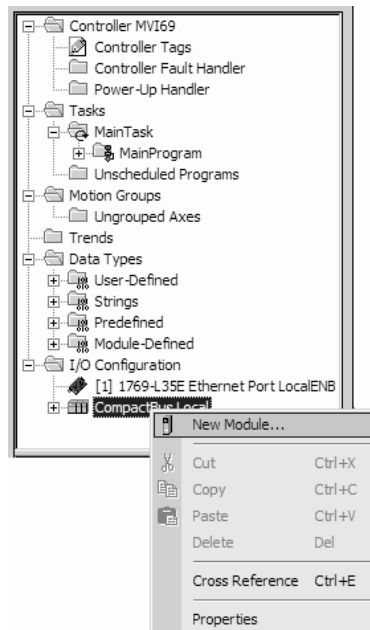 Controller MVI69
Controller Tags
Controller Fault Handler
Power-Up Handler
Tasks
MainTask
MainProgram
Unscheduled Programs
Motion Groups
Ungrouped Axes
Trends
Data Types
User-Defined
Strings
Predefined
Module-Defined
I/O Configuration
[1] 1769-L35E Ethernet Port LocalENB
CompactBus Local
New Module...
Cut Ctrl+X
Copy Ctrl+C
Paste Ctrl+V
Delete Del
Cross Reference Ctrl+E
Properties